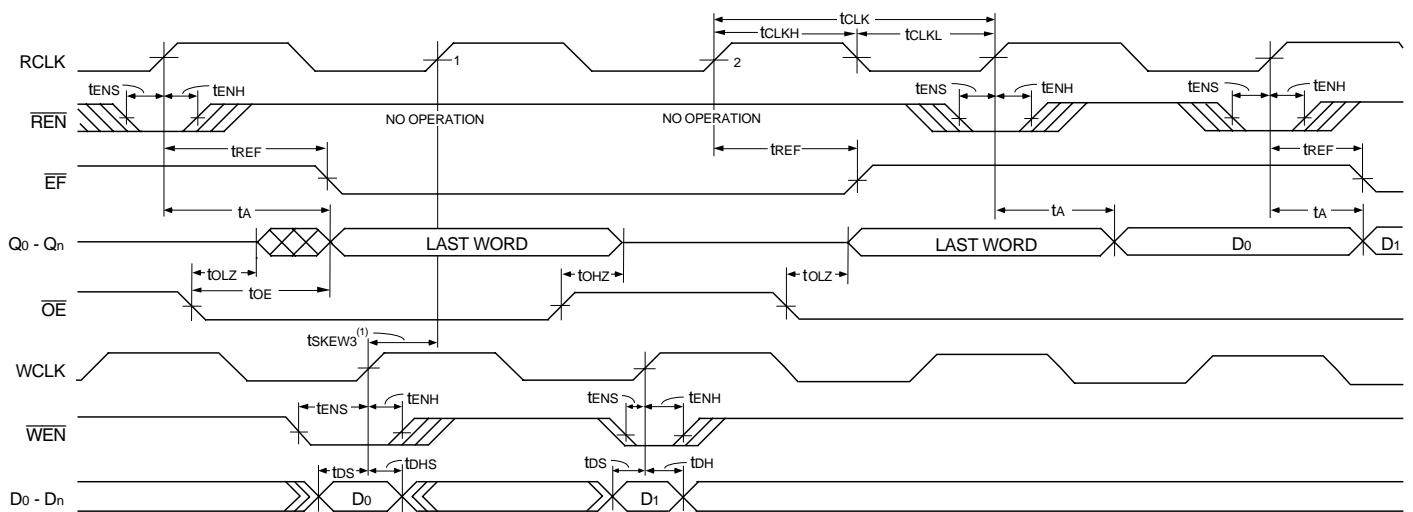 tCLK
tCLKH tCLKL
RCLK 1 2
tENS tENH tENS tENH tENS tENH
REN NO OPERATION NO OPERATION
tREF tREF tREF
EF
tA tA tA
Q0 - Qn LAST WORD LAST WORD D0 D1
tOLZ tOHZ tOLZ
tOE
OE
tSKEW3(1)
WCLK
tENS tENH tENS tENH
WEN
tDS tDHS tDS tDH
D0 - Dn D0 D1